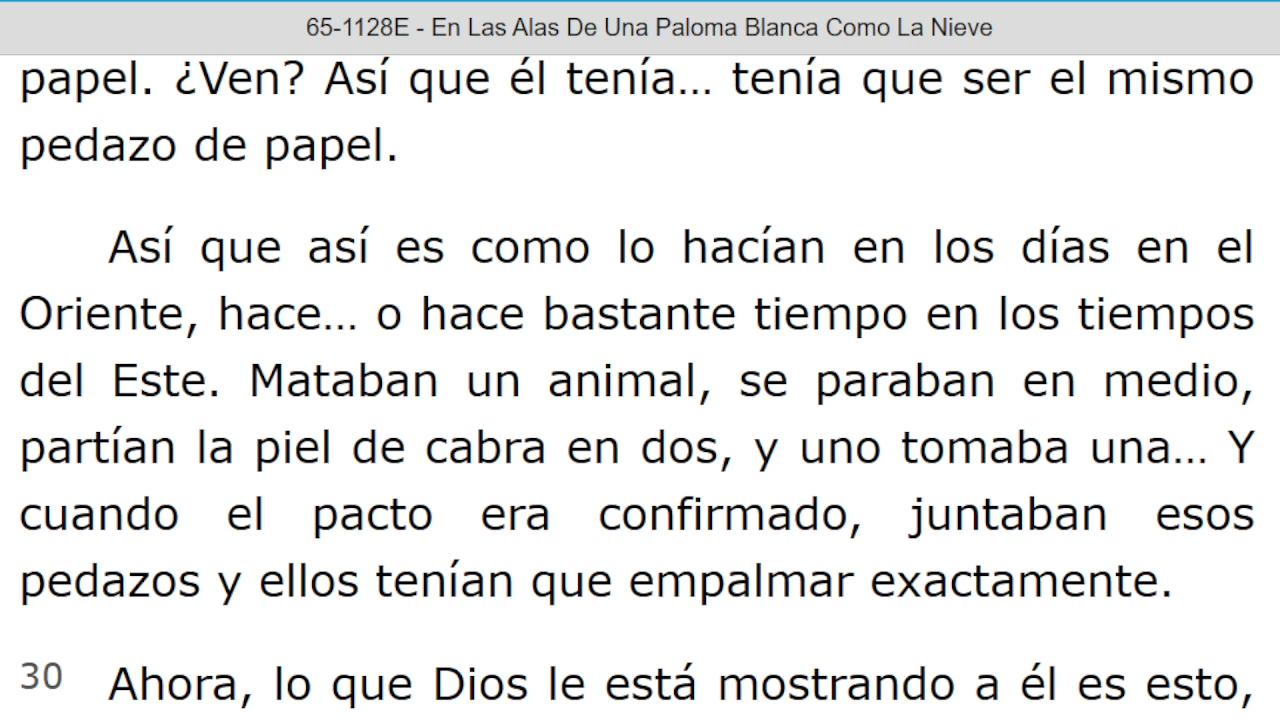 65-1128E - En Las Alas De Una Paloma Blanca Como La Nieve
papel. ¿Ven? Así que él tenía… tenía que ser el mismo
pedazo de papel.
Así que así es como lo hacían en los días en el
Oriente, hace… o hace bastante tiempo en los tiempos
del Este. Mataban un animal, se paraban en medio,
partían la piel de cabra en dos, y uno tomaba una… Y
cuando el pacto era confirmado, juntaban esos
pedazos y ellos tenían que empalmar exactamente.
30 Ahora, lo que Dios le está mostrando a él es esto,